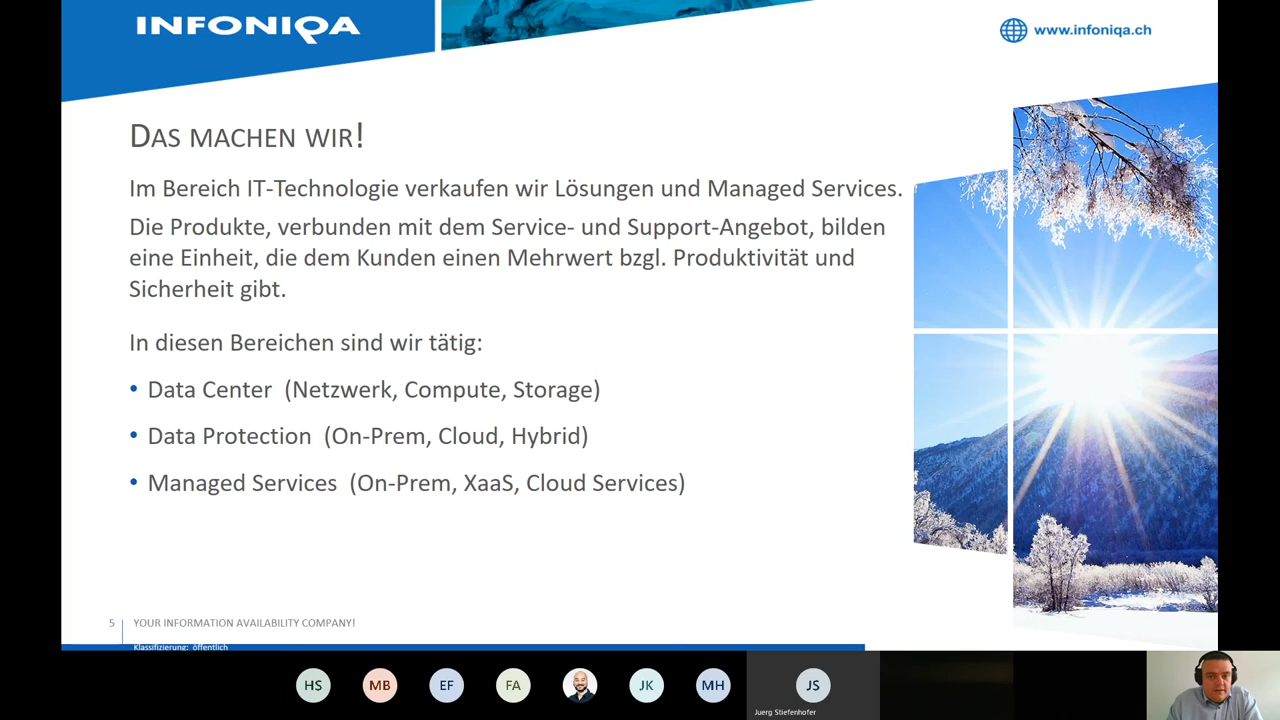 INFONIQA
www.infoniqa.ch
DAS MACHEN WIR!
Im Bereich IT-Technologie verkaufen wir Lösungen und Managed Services.
Die Produkte, verbunden mit dem Service- und Support-Angebot, bilden
eine Einheit, die dem Kunden einen Mehrwert bzgl. Produktivität und
Sicherheit gibt.
In diesen Bereichen sind wir tätig:
• Data Center (Netzwerk, Compute, Storage)
• Data Protection (On-Prem, Cloud, Hybrid)
• Managed Services (On-Prem, XaaS, Cloud Services)
5 YOUR INFORMATION AVAILABILITY COMPANY!
Klassifizierung: öffentlich
HS MB EF FA JK MH JS
Juerg Stiefenhofer